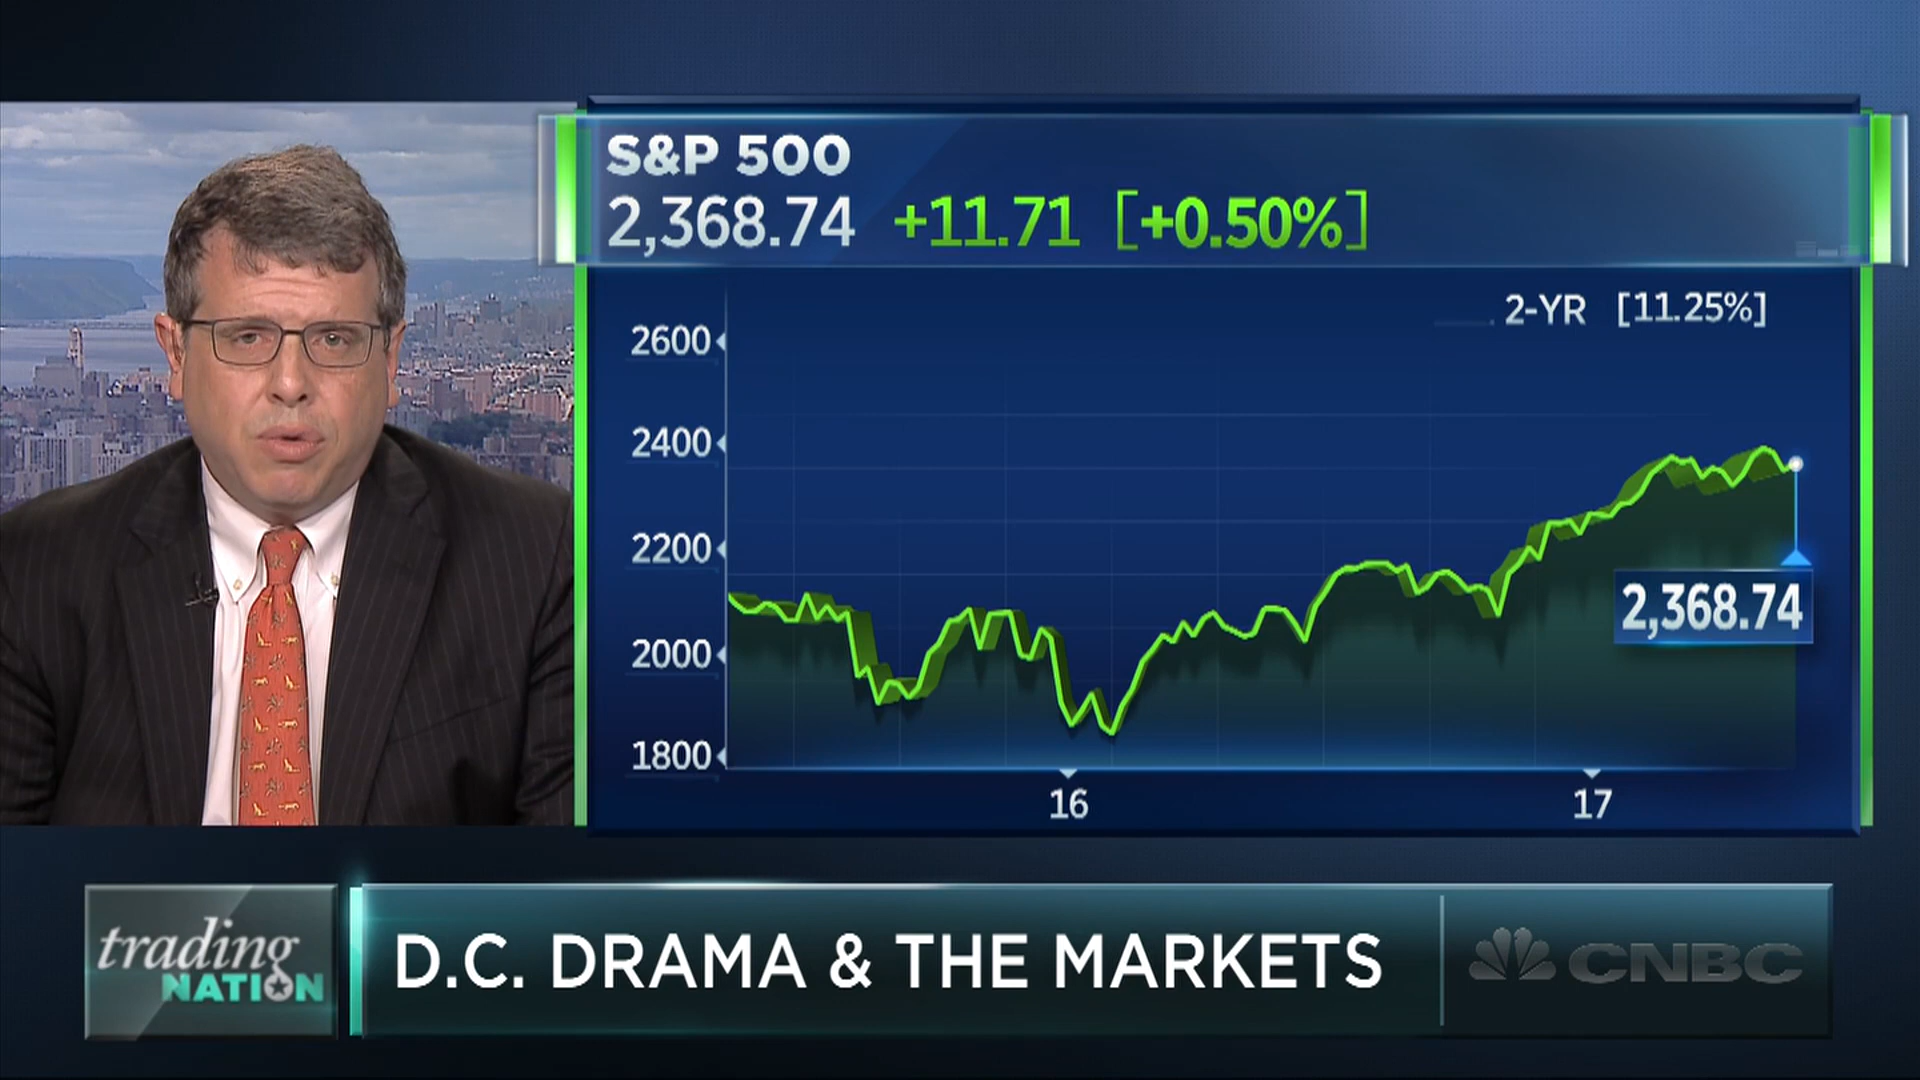 S&P 500
2,368.74 +11.71 [+0.50%]
2-YR [11.25%]
2600
2400
2200
2000
1800
2,368.74
16
17
trading
NATION
D.C. DRAMA & THE MARKETS
CNBC